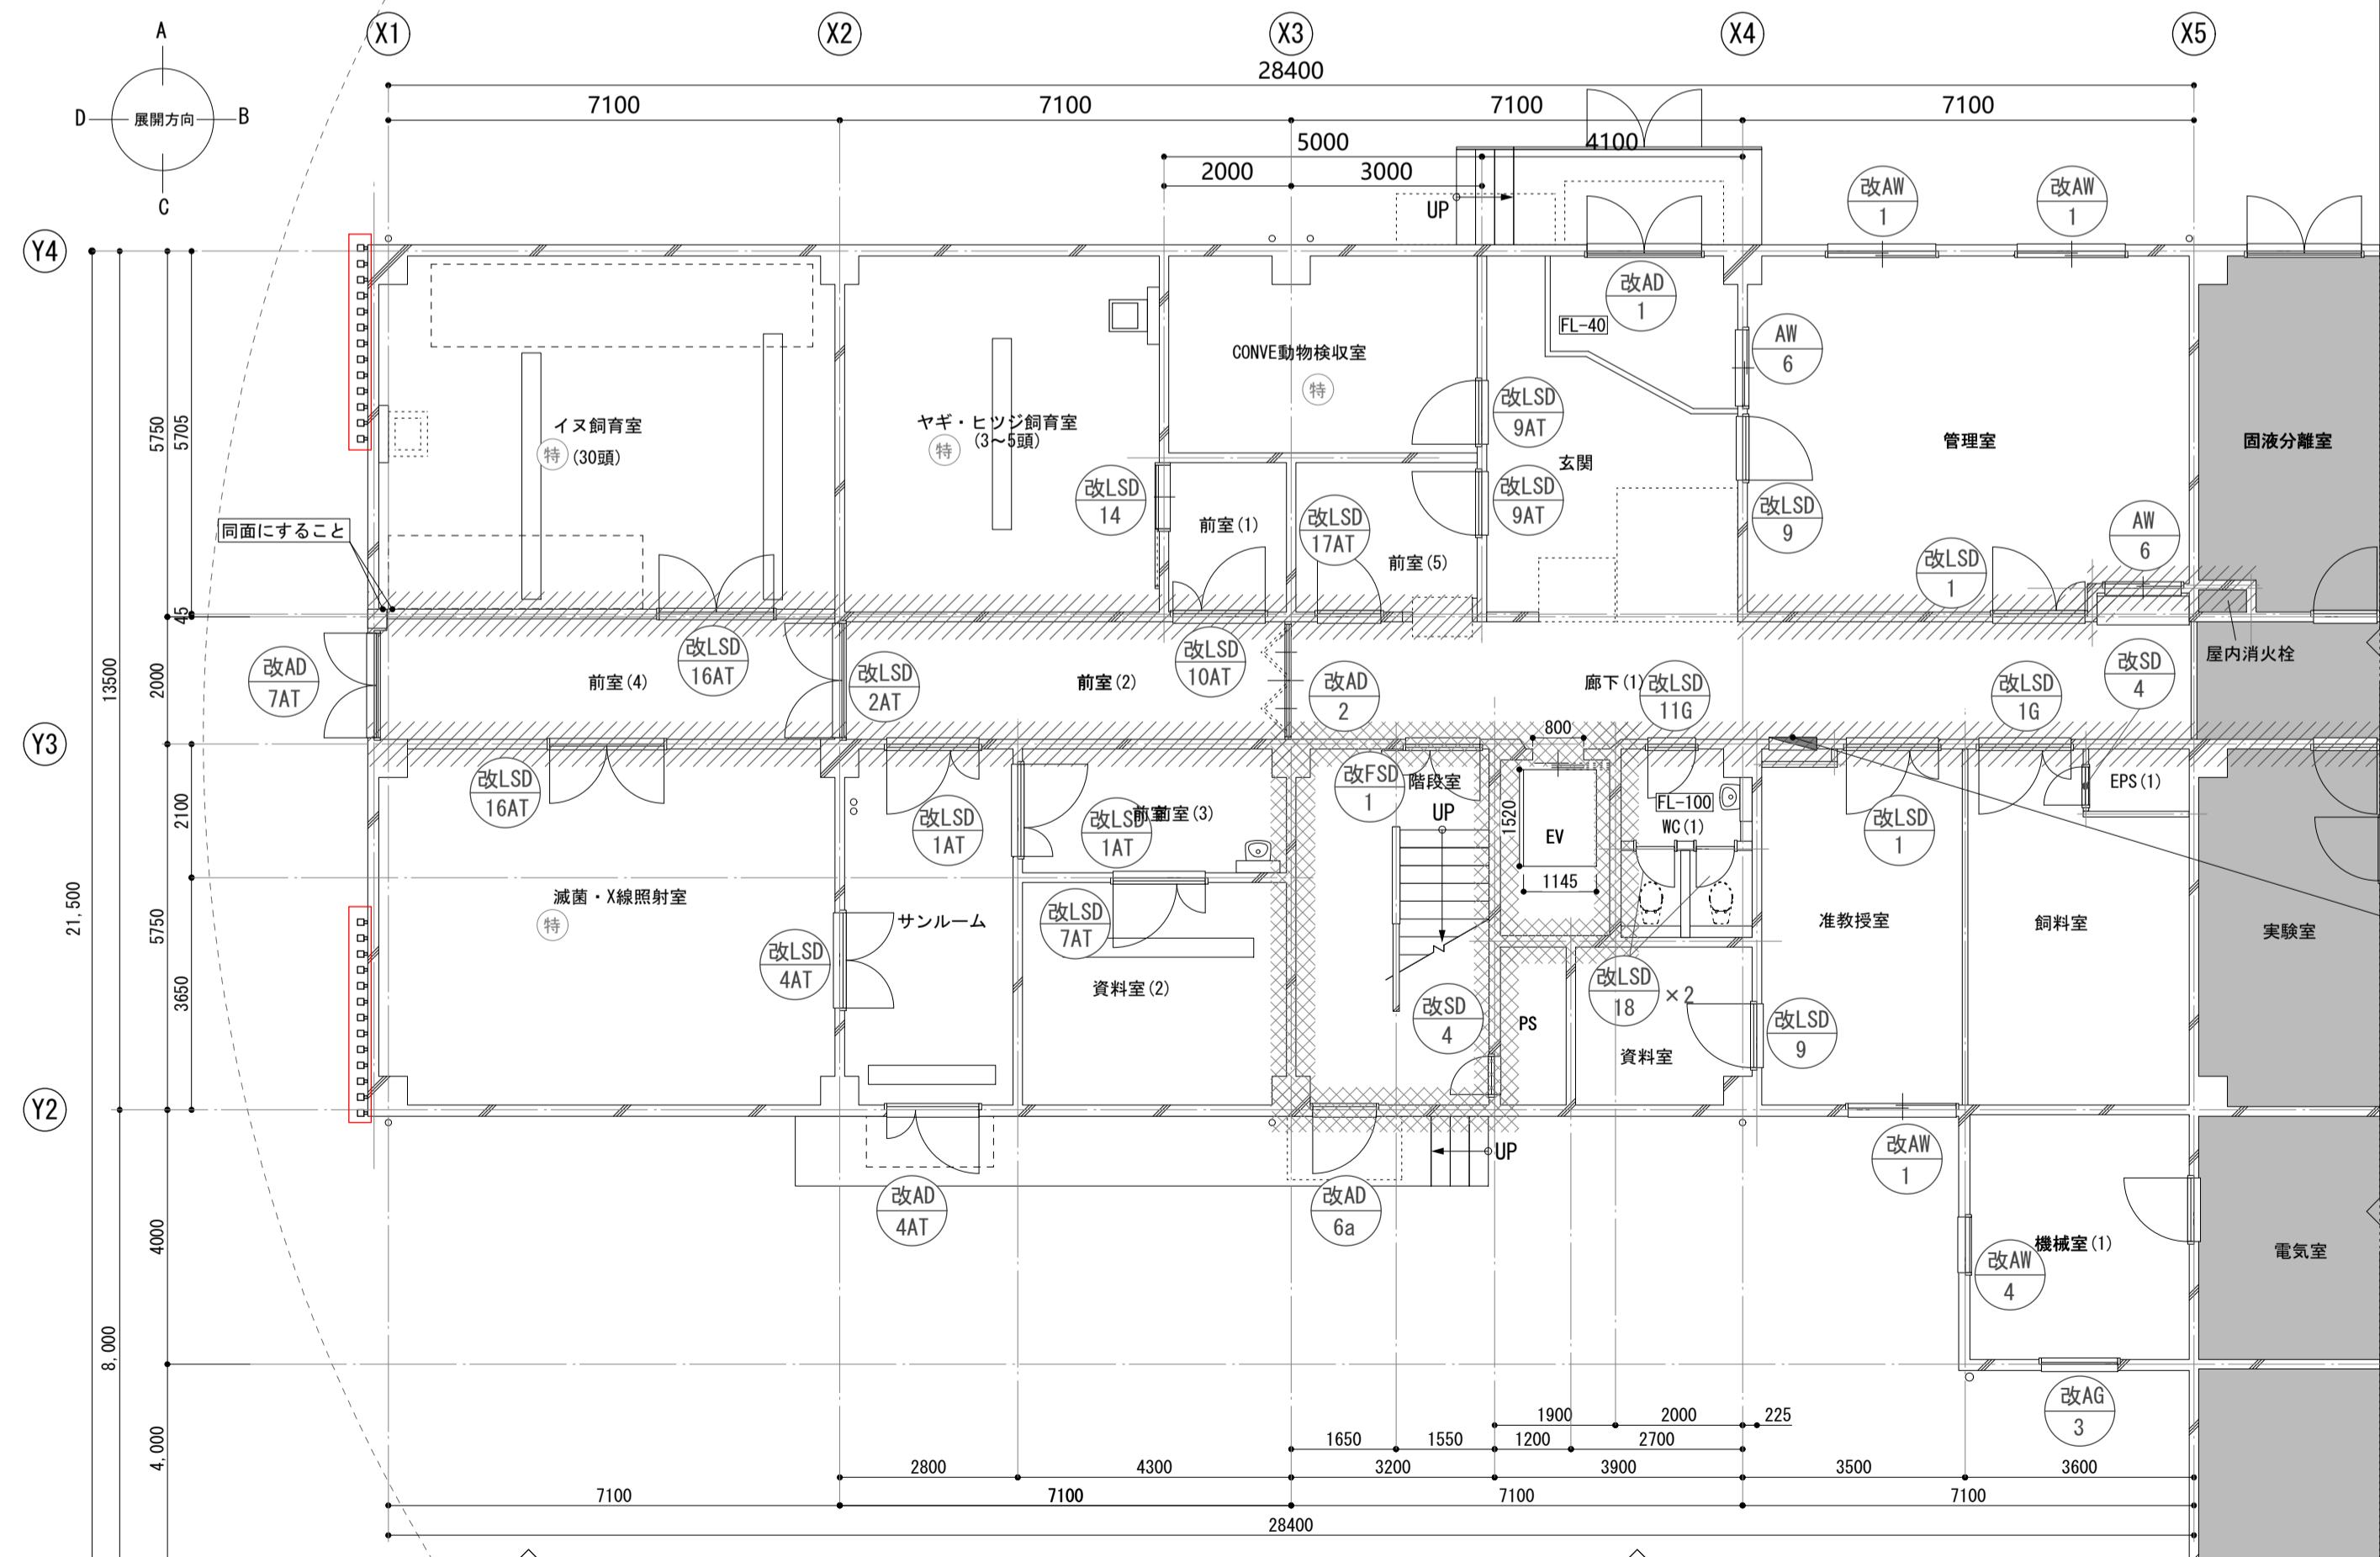 X1
X2
X3
X4
X5
A
D
展開方向
B
C
28400
7100
7100
7100
7100
5000
4100
2000
3000
UP
改AW
1
改AW
1
Y4
改AD
1
FL-40
AW
6
CONVE動物検収室
特
イヌ飼育室
特
(30頭)
ヤギ・ヒツジ飼育室
(3～5頭)
特
改LSD
9AT
管理室
固液分離室
玄関
5750
5705
改LSD
14
改LSD
9AT
改LSD
9
前室(1)
改LSD
17AT
前室(5)
同面にすること
AW
6
改LSD
1
45
屋内消火栓
13500
2000
改AD
7AT
前室(4)
改LSD
16AT
改LSD
2AT
前室(2)
改LSD
10AT
改AD
2
廊下(1)
改LSD
11G
改LSD
1G
改SD
4
Y3
800
改LSD
16AT
改FSD
1
階段室
UP
FL-100
WC(1)
EPS(1)
2100
改LSD
1AT
改LSD
1AT
前室
前室(3)
1520
EV
1145
改LSD
1
21,500
5750
滅菌・X線照射室
特
サンルーム
改LSD
7AT
准教授室
飼料室
実験室
3650
改LSD
4AT
資料室(2)
改SD
4
PS
改LSD
18
×2
資料室
改LSD
9
Y2
改AW
1
UP
改AD
4AT
改AD
6a
4000
機械室(1)
改AW
4
電気室
8,000
改AG
3
4,000
1900
2000
225
1650
1550
1200
2700
2800
4300
3200
3900
3500
3600
7100
7100
7100
7100
28400